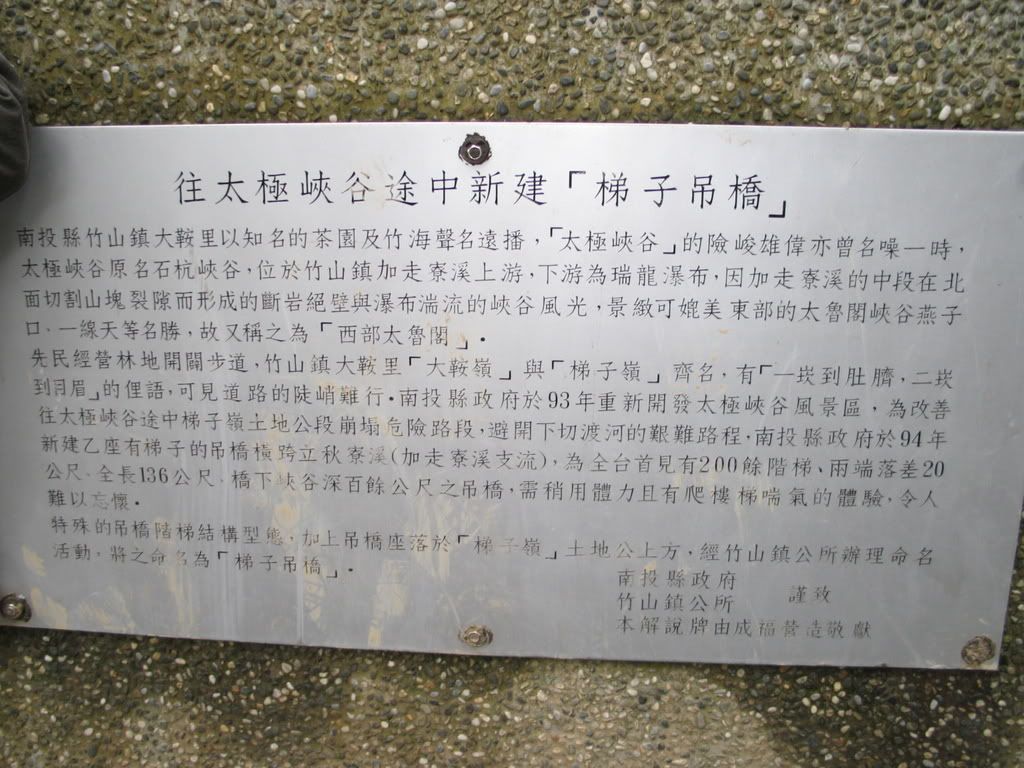 往太極峽谷途中新建「梯子吊橋」
南投縣竹山鎮大鞍里以知名的茶園及竹海聲名遠播，「太極峽谷」的險峻雄偉亦曾名噪一時，
太極峽谷原名石杭峽谷，位於竹山鎮加走寮溪上游，下游為瑞龍瀑布，因加走寮溪的中段在北
面切割山塊裂隙而形成的斷岩絕壁與瀑布湍流的峽谷風光，景緻可媲美東部的太魯閣峽谷燕子
口、一線天等名勝，故又稱之為「西部太魯閣」。
先民經營林地開闢步道，竹山鎮大鞍里「大鞍嶺」與「梯子嶺」齊名，有「一崁到肚臍，二崁
到目眉」的俚語，可見道路的陡峭難行。南投縣政府於93年重新開發太極峽谷風景區，為改善
往太極峽谷途中梯子嶺土地公段崩塌危險路段，避開下切渡河的艱難路程，南投縣政府於94年
新建乙座有梯子的吊橋橫跨立秋寮溪(加走寮溪支流)，為全台首見有200餘階梯、兩端落差20
公尺、全長136公尺、橋下峽谷深百餘公尺之吊橋，需稍用體力且有爬樓梯喘氣的體驗，令人
難以忘懷。
特殊的吊橋階梯結構型態，加上吊橋座落於「梯子嶺」土地公上方，經竹山鎮公所辦理命名
活動，將之命名為「梯子吊橋」。
南投縣政府
竹山鎮公所 謹致
本解說牌由成福營造敬獻